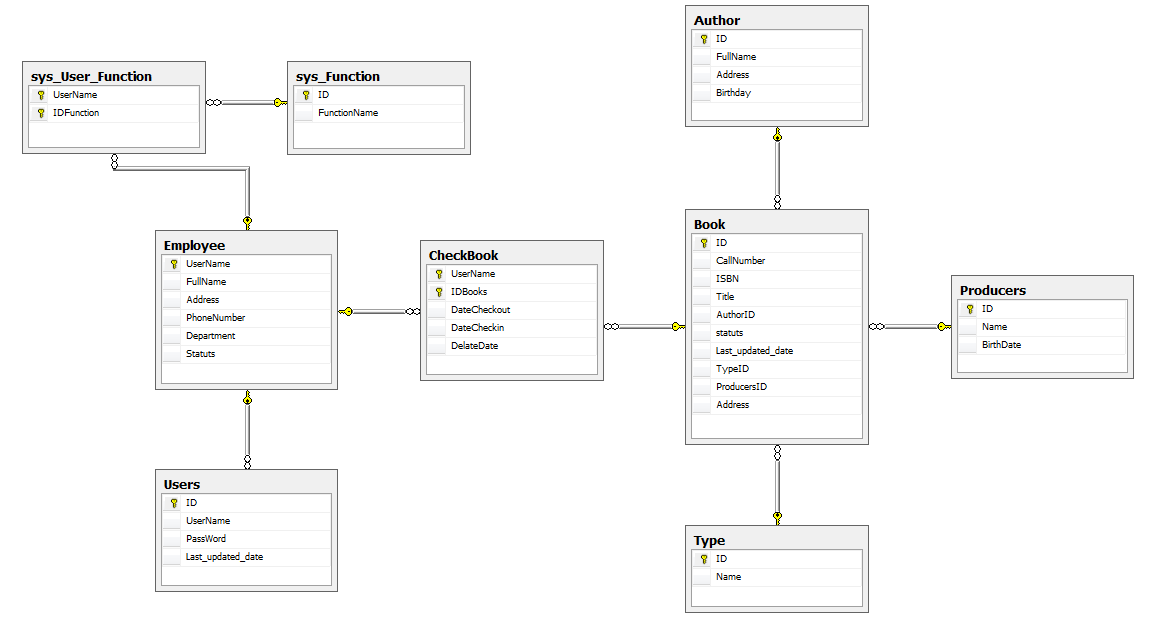 Author
ID
FullName
Address
Birthday
sys_User_Function
UserName
IDFunction
sys_Function
ID
FunctionName
Employee
UserName
FullName
Address
PhoneNumber
Department
Statuts
CheckBook
UserName
IDBooks
DateCheckout
DateCheckin
DelateDate
Book
ID
CallNumber
ISBN
Title
AuthorID
statuts
Last_updated_date
TypeID
ProducersID
Address
Producers
ID
Name
BirthDate
Users
ID
UserName
PassWord
Last_updated_date
Type
ID
Name